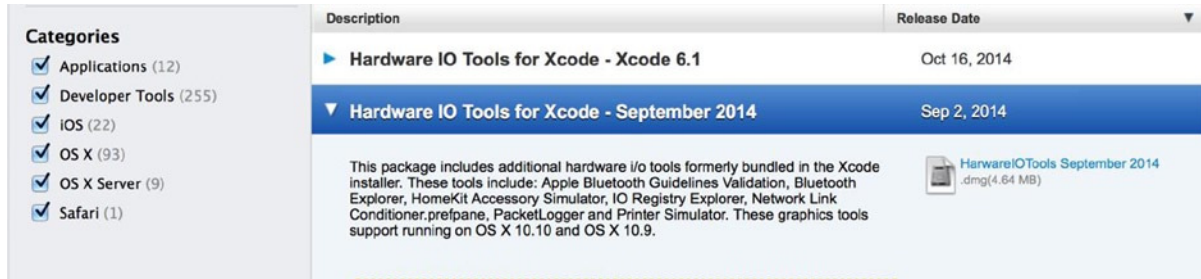 Categories
Applications (12)
Developer Tools (255)
iOS (22)
OS X (93)
OS X Server (9)
Safari (1)
Description Release Date
Hardware IO Tools for Xcode - Xcode 6.1 Oct 16, 2014
Hardware IO Tools for Xcode - September 2014 Sep 2, 2014
This package includes additional hardware i/o tools formerly bundled in the Xcode
installer. These tools include: Apple Bluetooth Guidelines Validation, Bluetooth
Explorer, HomeKit Accessory Simulator, IO Registry Explorer, Network Link
Conditioner.prefpane, PacketLogger and Printer Simulator. These graphics tools
support running on OS X 10.10 and OS X 10.9.
HarwareIOTools September 2014
.dmg(4.64 MB)